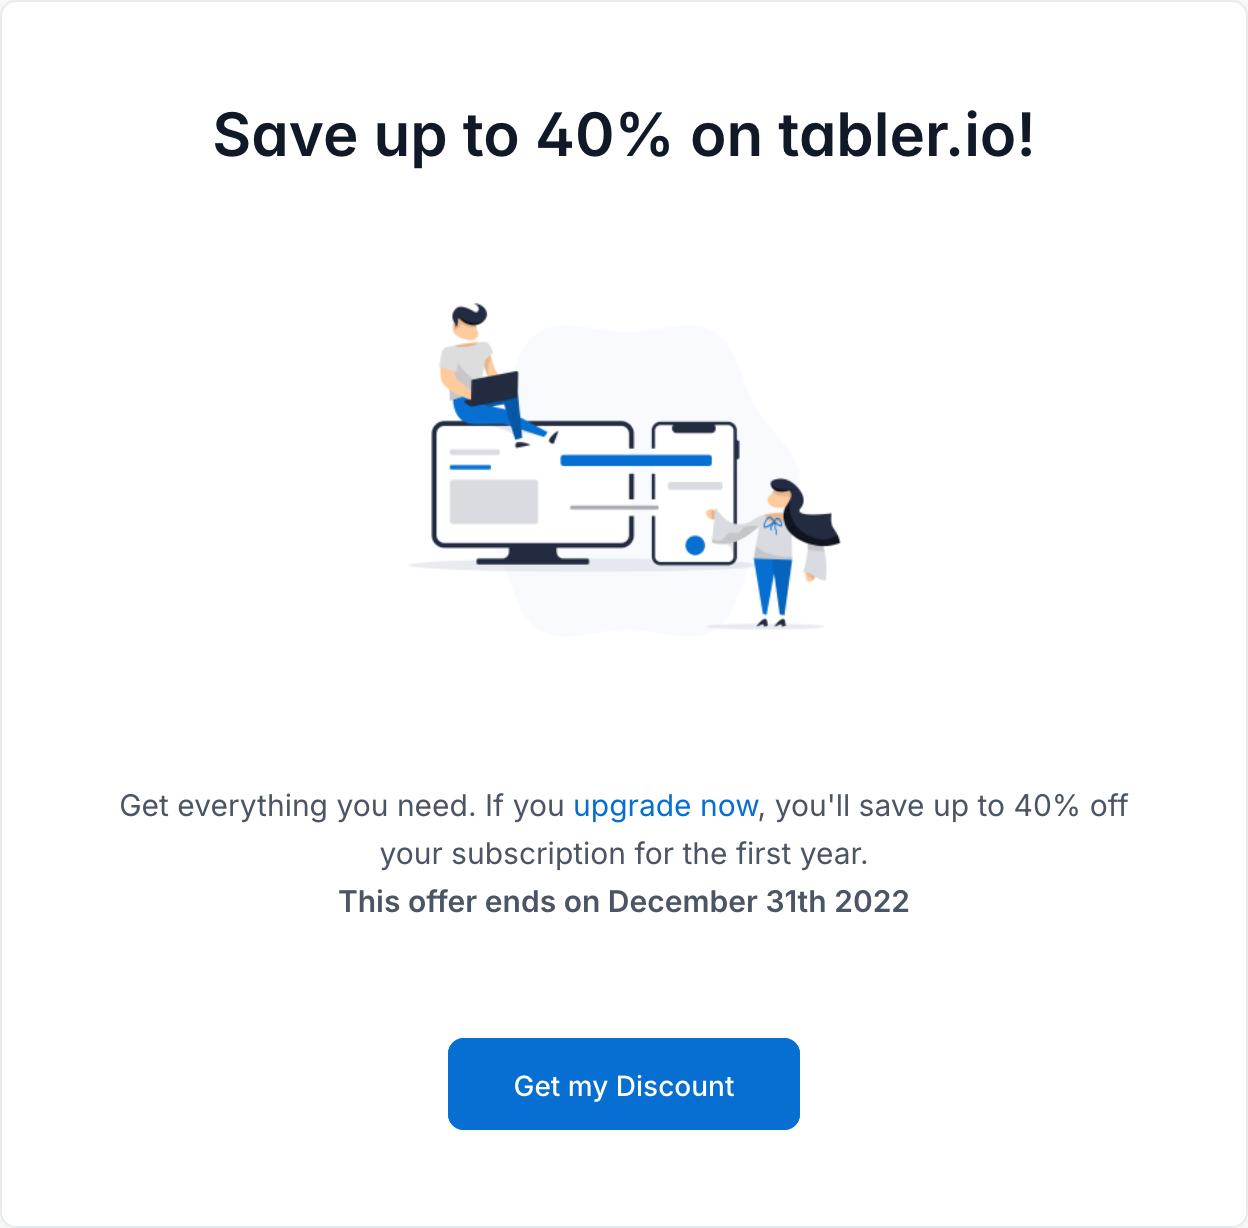 Save up to 40% on tabler.io!
Get everything you need. If you upgrade now, you'll save up to 40% off
your subscription for the first year.
This offer ends on December 31th 2022
Get my Discount